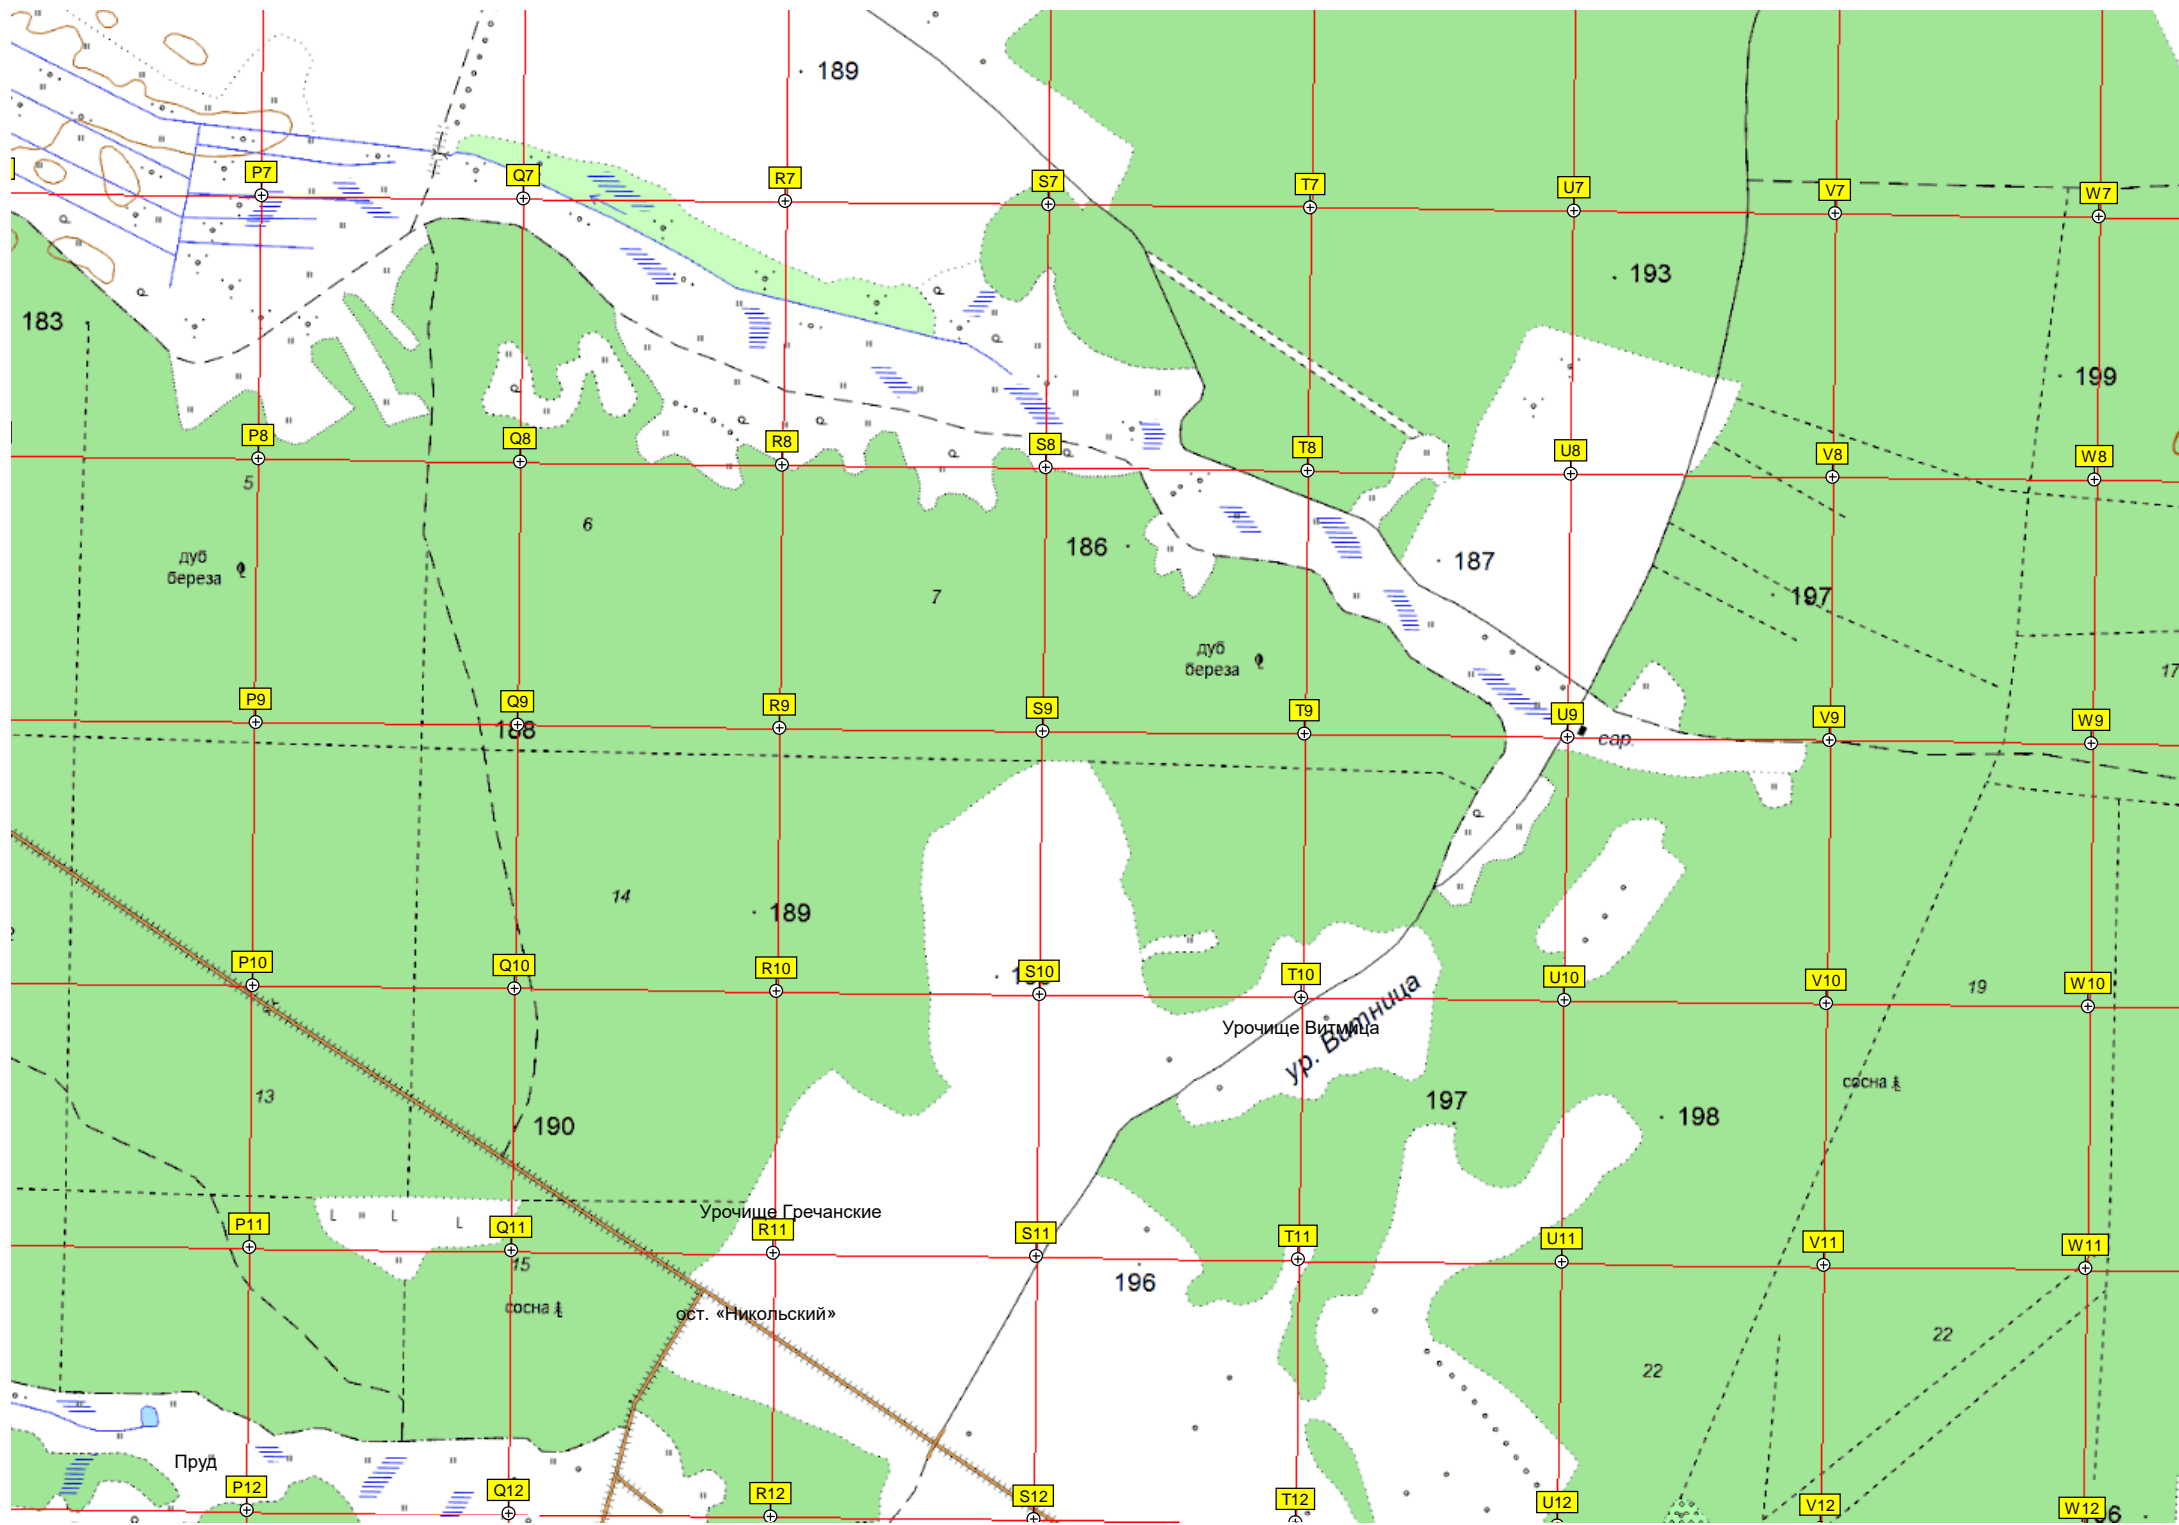 189
P7
Q7
R7
S7
T7
U7
V7
W7
193
183
199
P8
Q8
R8
S8
T8
U8
V8
W8
5
6
186
187
дуб
береза
7
197
дуб
береза
17
P9
Q9
R9
S9
T9
U9
V9
W9
188
сар.
14
189
P10
Q10
R10
S10
T10
U10
V10
W10
19
Урочище Витмица
ур. Витница
сосна
13
190
197
198
Урочище Гречанские
P11
Q11
R11
S11
T11
U11
V11
W11
15
196
сосна
ост. «Никольский»
22
22
Пруд
P12
Q12
R12
S12
T12
U12
V12
W12